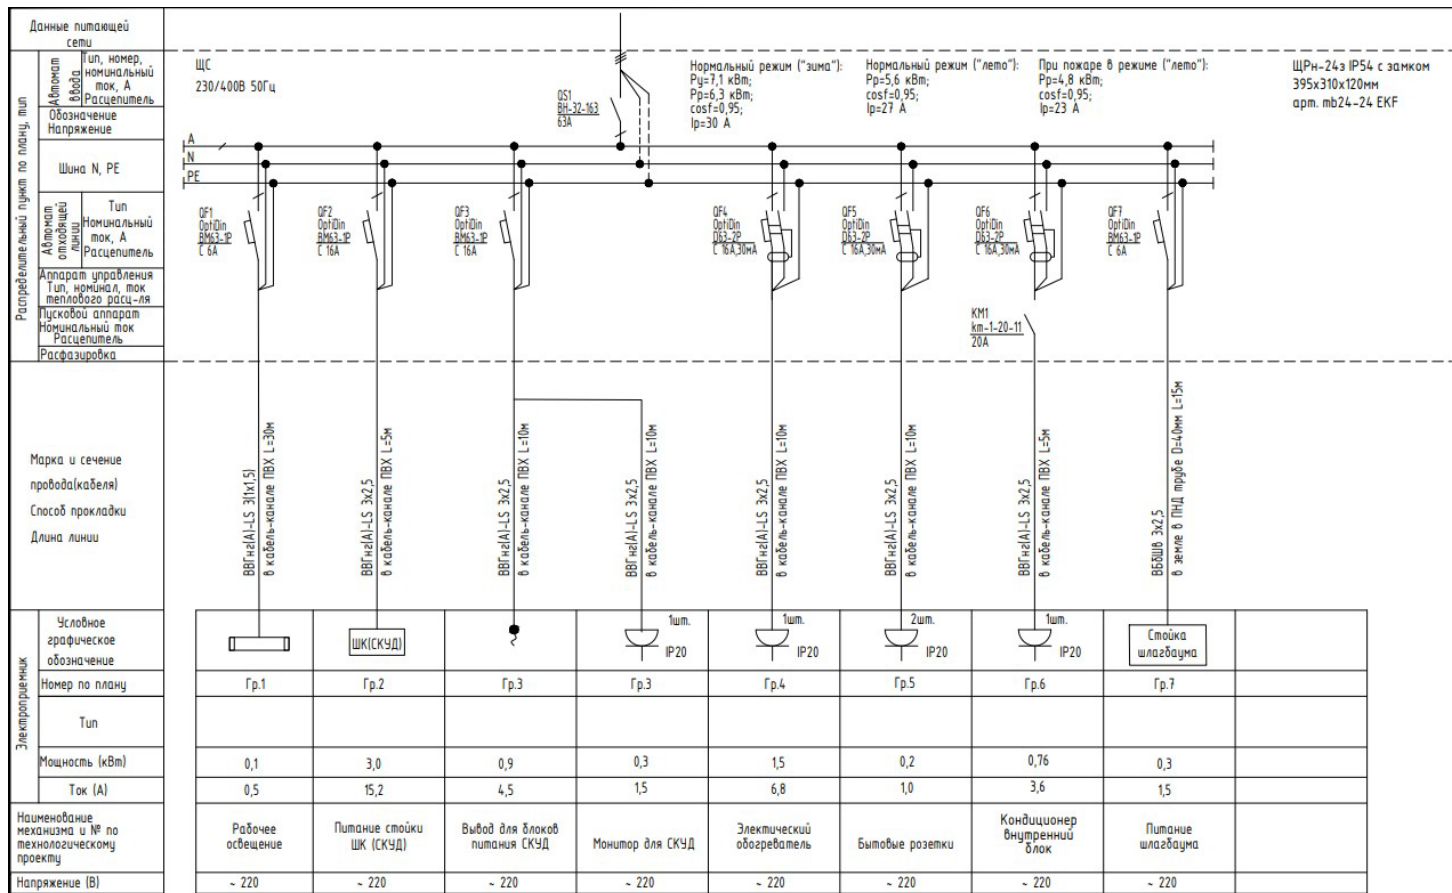 Данные питающей
сети
Распределительный пункт по плану, тип
Автомат
ввода
Тип, номер,
номинальный
ток, А
Расцепитель
Обозначение
Напряжение
Шина N, PE
Автомат
отходящей
линии
Тип
Номинальный
ток, А
Расцепитель
Аппарат управления
Тип, номинал, ток
теплового расц-ля
Пусковой аппарат
Номинальный ток
Расцепитель
Расфазировка
ЩС
230/400В 50Гц
QS1
ВН-32-163
63А
Нормальный режим ("зима"):
Ру=7,1 кВт;
Рр=6,3 кВт;
cosf=0,95;
Iр=30 А
Нормальный режим ("лето"):
Рр=5,6 кВт;
cosf=0,95;
Iр=27 А
При пожаре в режиме ("лето"):
Рр=4,8 кВт;
cosf=0,95;
Iр=23 А
ЩРн-24з IP54 с замком
395х310х120мм
арт. mb24-24 EKF
A
N
PE
QF1
OptiDin
ВМ63-1Р
С 6А
QF2
OptiDin
ВМ63-1Р
С 16А
QF3
OptiDin
ВМ63-1Р
С 16А
QF4
OptiDin
D63-2Р
С 16А,30мА
QF5
OptiDin
D63-2Р
С 16А,30мА
QF6
OptiDin
D63-2Р
С 16А,30мА
QF7
OptiDin
ВМ63-1Р
С 6А
КМ1
km-1-20-11
20А
Марка и сечение
провода(кабеля)
Способ прокладки
Длина линии
ВВГнг(А)-LS 3(1х1,5)
в кабель-канале ПВХ L=30м
ВВГнг(А)-LS 3х2,5
в кабель-канале ПВХ L=5м
ВВГнг(А)-LS 3х2,5
в кабель-канале ПВХ L=10м
ВВГнг(А)-LS 3х2,5
в кабель-канале ПВХ L=10м
ВВГнг(А)-LS 3х2,5
в кабель-канале ПВХ L=10м
ВВГнг(А)-LS 3х2,5
в кабель-канале ПВХ L=10м
ВВГнг(А)-LS 3х2,5
в кабель-канале ПВХ L=5м
ВБбШв 3х2,5
в земле в ПНД трубе D=40мм L=15м
Электроприемник
Условное
графическое
обозначение
ШК(СКУД)
1шт.
IP20
1шт.
IP20
2шт.
IP20
1шт.
IP20
Стойка
шлагбаума
Номер по плану
Гр.1
Гр.2
Гр.3
Гр.3
Гр.4
Гр.5
Гр.6
Гр.7
Тип
Мощность (кВт)
0,1
3,0
0,9
0,3
1,5
0,2
0,76
0,3
Ток (А)
0,5
15,2
4,5
1,5
6,8
1,0
3,6
1,5
Наименование
механизма и № по
технологическому
проекту
Рабочее
освещение
Питание стойки
ШК (СКУД)
Вывод для блоков
питания СКУД
Монитор для СКУД
Электический
обогреватель
Бытовые розетки
Кондиционер
внутренний
блок
Питание
шлагбаума
Напряжение (В)
~ 220
~ 220
~ 220
~ 220
~ 220
~ 220
~ 220
~ 220